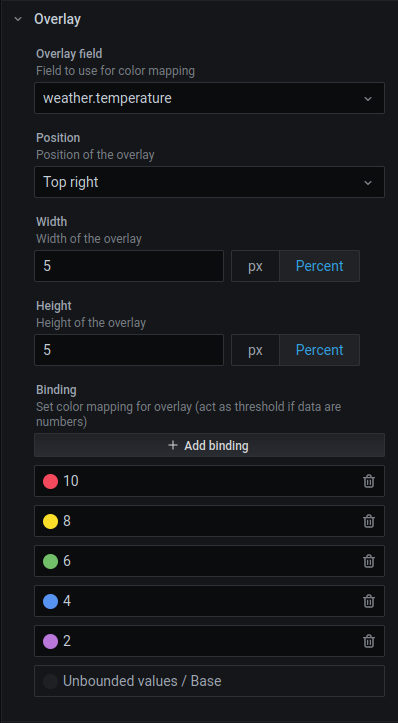 Overlay
Overlay field
Field to use for color mapping
weather.temperature
Position
Position of the overlay
Top right
Width
Width of the overlay
5 px Percent
Height
Height of the overlay
5 px Percent
Binding
Set color mapping for overlay (act as threshold if data are
numbers)
+ Add binding
10
8
6
4
2
Unbounded values / Base